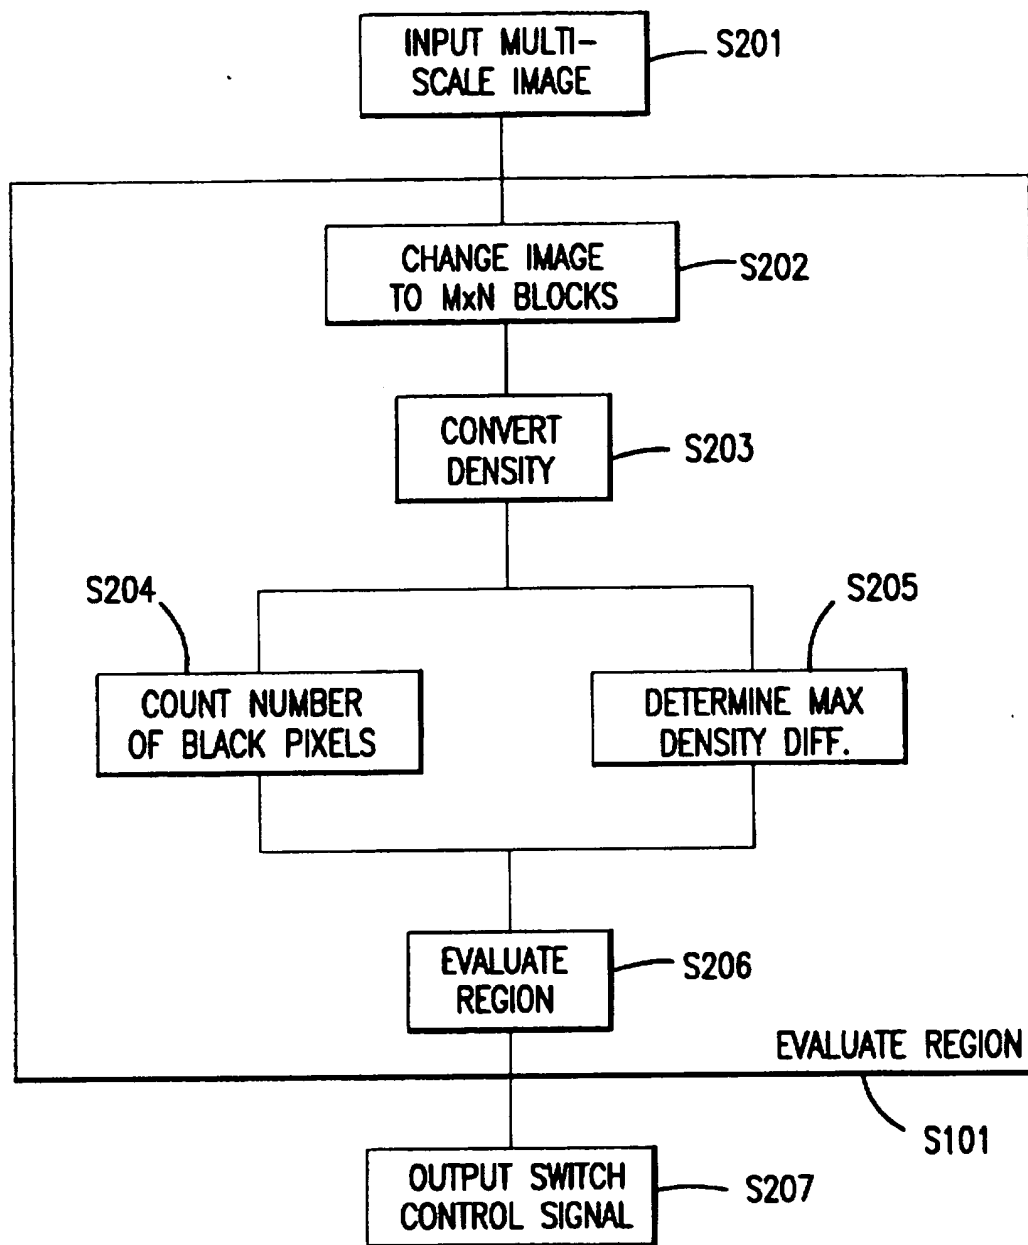 INPUT MULTI-
SCALE IMAGE
S201
CHANGE IMAGE
TO MxN BLOCKS
S202
CONVERT
DENSITY
S203
S204
S205
COUNT NUMBER
OF BLACK PIXELS
DETERMINE MAX
DENSITY DIFF.
EVALUATE
REGION
S206
EVALUATE REGION
S101
OUTPUT SWITCH
CONTROL SIGNAL
S207